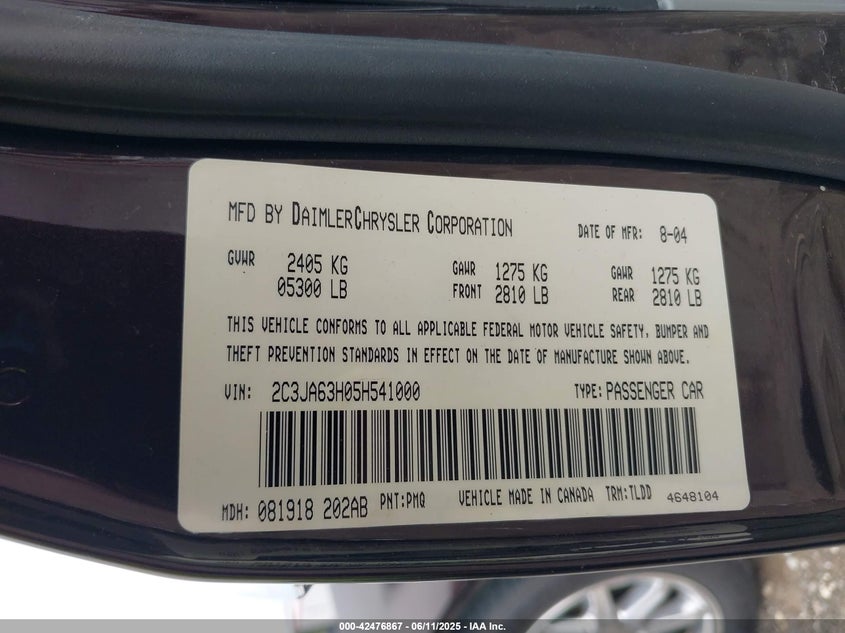 MFD BY DAIMLERCHRYSLER CORPORATION DATE OF MFR: 8-04
GVWR 2405 KG GAWR 1275 KG GAWR 1275 KG
05300 LB FRONT 2810 LB REAR 2810 LB
THIS VEHICLE CONFORMS TO ALL APPLICABLE FEDERAL MOTOR VEHICLE SAFETY, BUMPER AND
THEFT PREVENTION STANDARDS IN EFFECT ON THE DATE OF MANUFACTURE SHOWN ABOVE.
VIN: 2C3JA63H05H541000 TYPE: PASSENGER CAR
MDH: 081918 202AB PNT:PMQ VEHICLE MADE IN CANADA TRM:TLDD 4648104
000-42476867 - 06/11/2025 - IAA Inc.